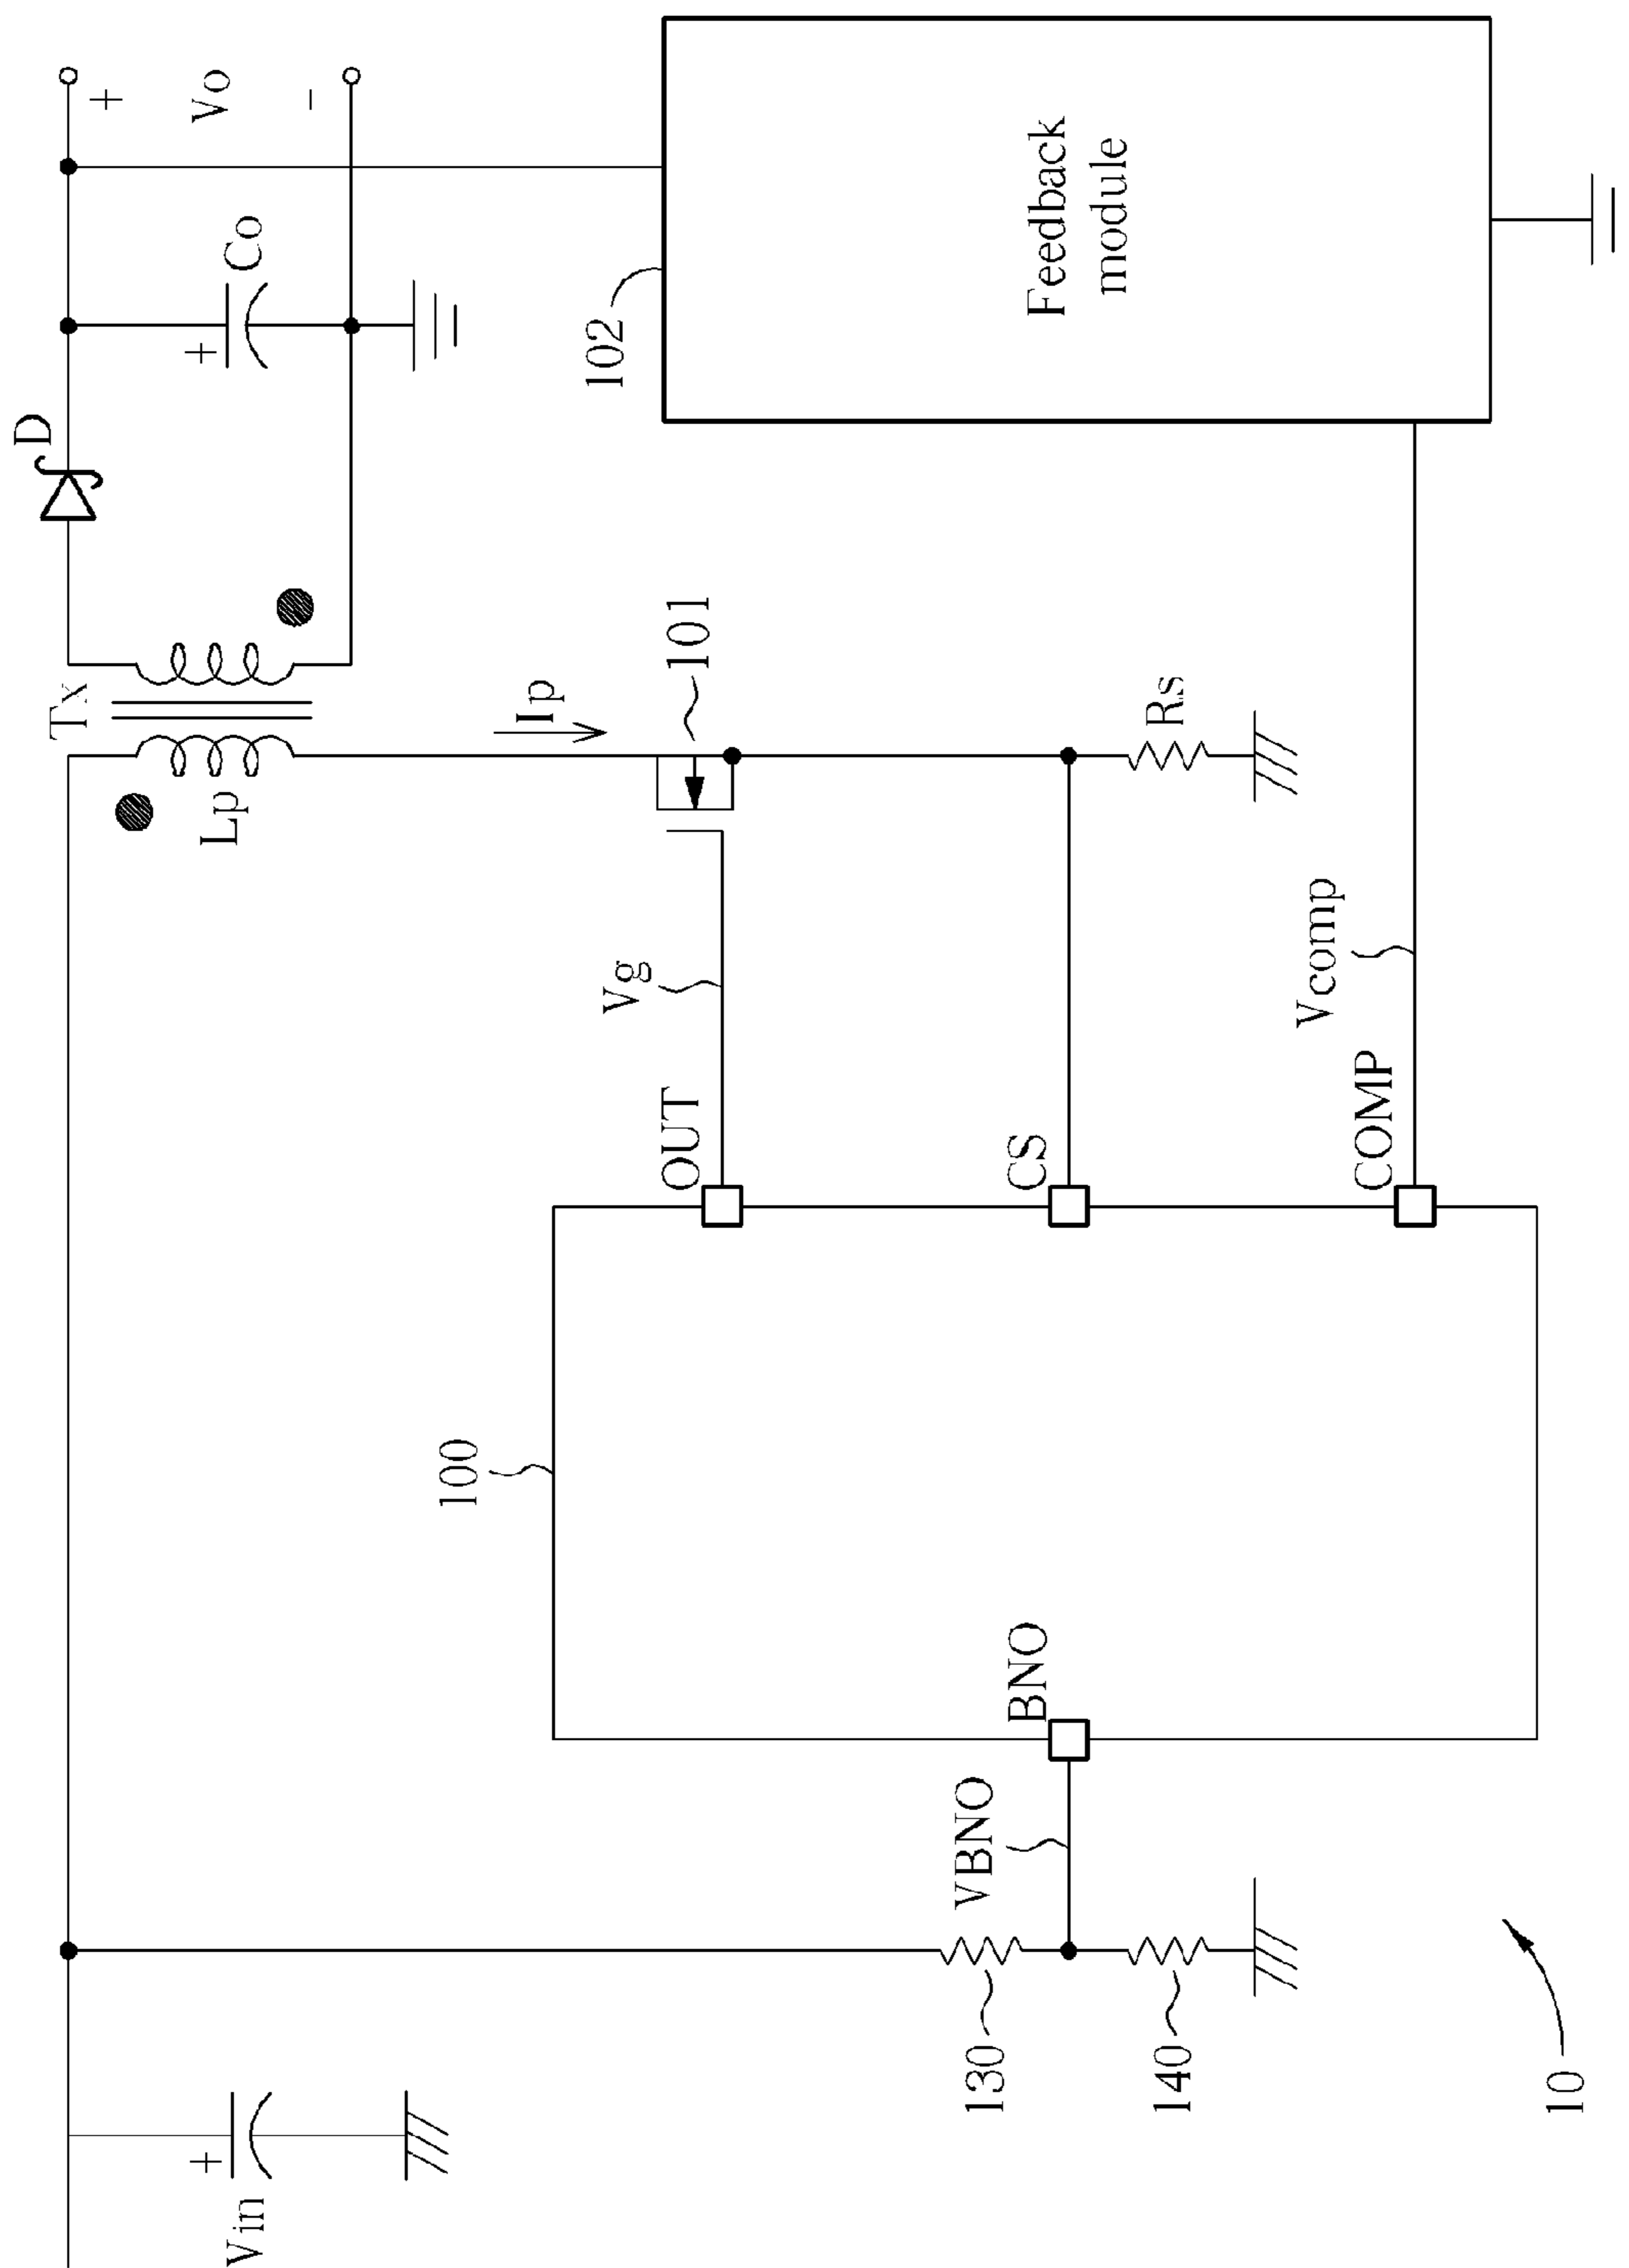 Vin
+
130
140
10
VBNO
BNO
100
OUT
CS
COMP
Vg
Vcomp
Lp
Tx
Ip
101
Rs
D
+
Co
102
Feedback
module
+
Vo
-